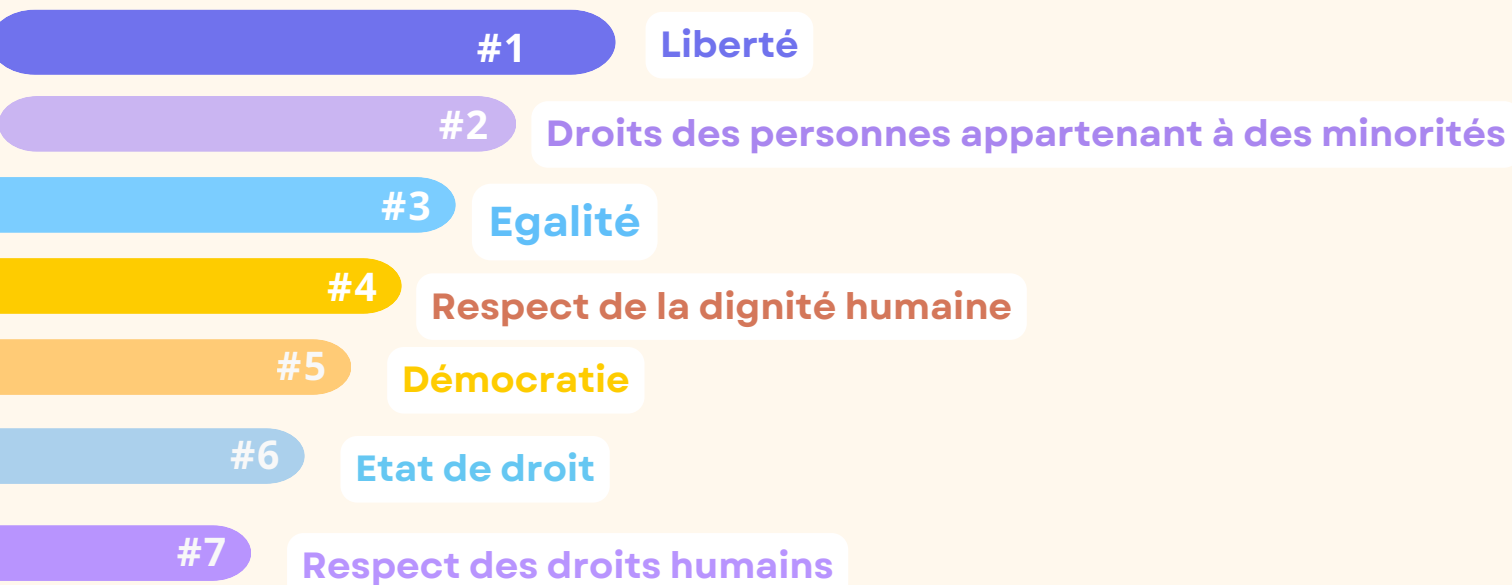 #1 Liberté
#2 Droits des personnes appartenant à des minorités
#3 Egalité
#4 Respect de la dignité humaine
#5 Démocratie
#6 Etat de droit
#7 Respect des droits humains